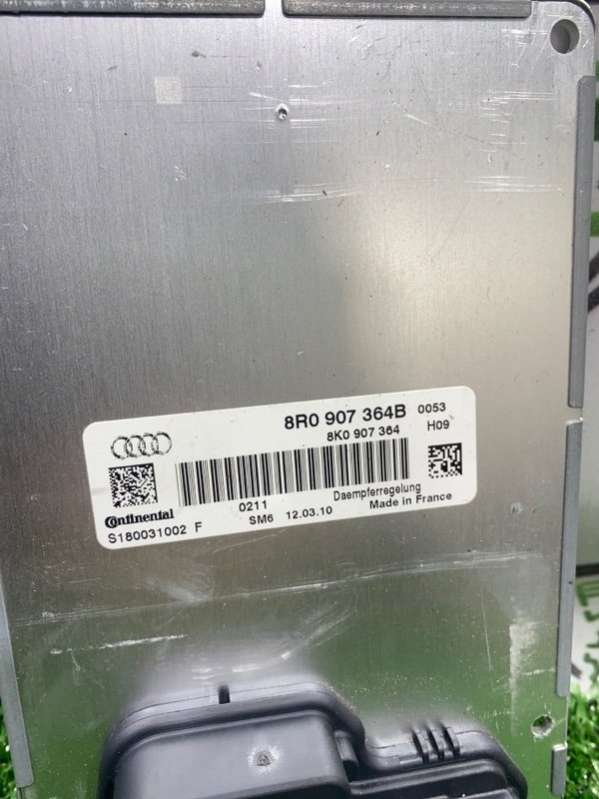 8R0 907 364B 0053
8K0 907 364 H09
Continental 0211 Daempferregelung
S180031002 F SM6 12.03.10 Made in France